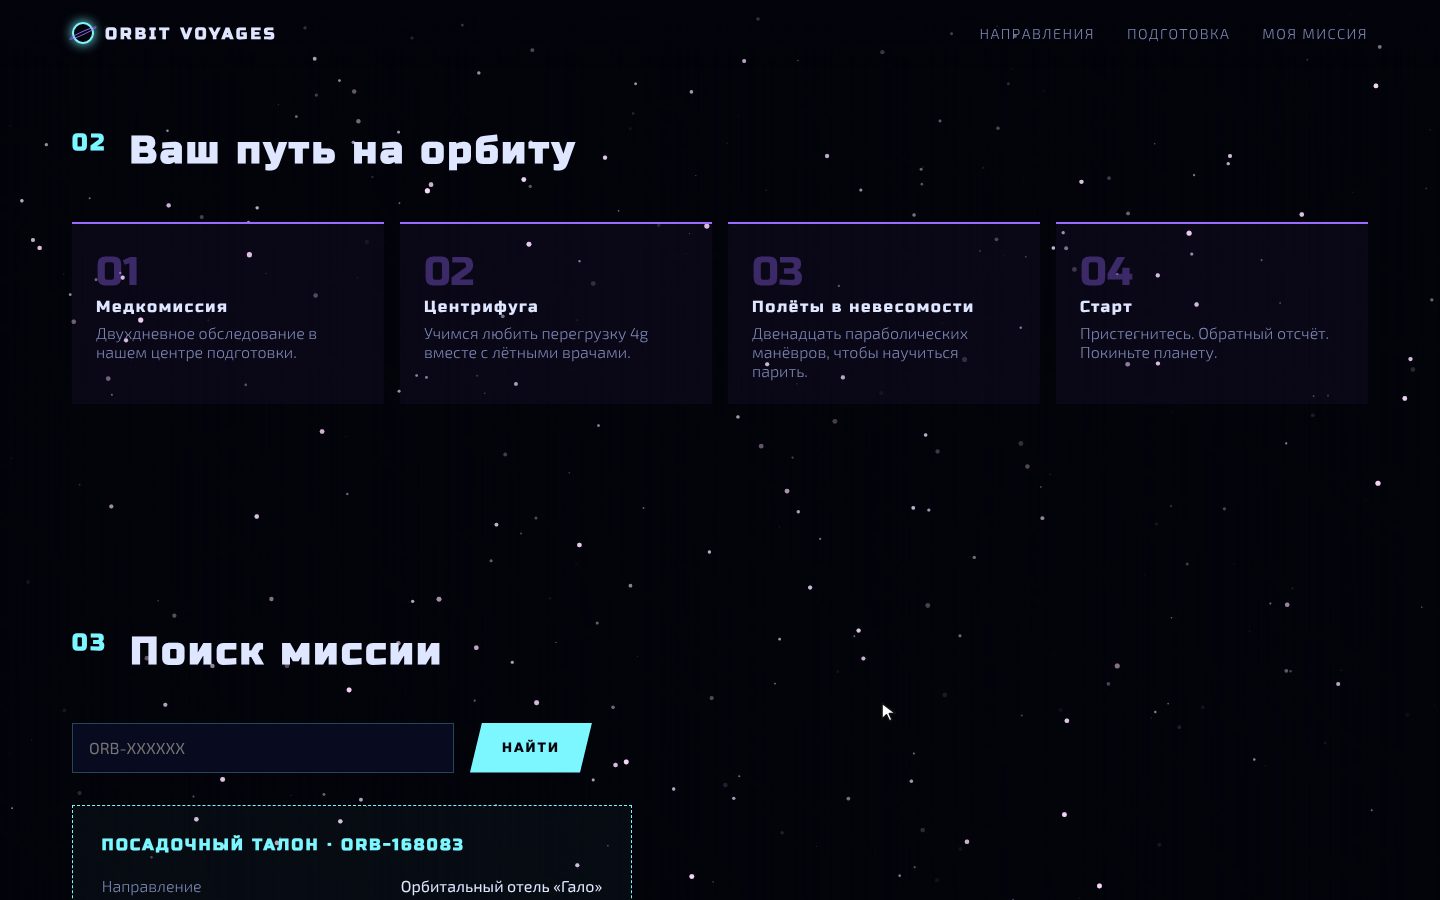 ORBIT VOYAGES
НАПРАВЛЕНИЯ
ПОДГОТОВКА
МОЯ МИССИЯ
02
Ваш путь на орбиту
01
Медкомиссия
Двухдневное обследование в
нашем центре подготовки.
02
Центрифуга
Учимся любить перегрузку 4g
вместе с лётными врачами.
03
Полёты в невесомости
Двенадцать параболических
манёвров, чтобы научиться
парить.
04
Старт
Пристегнитесь. Обратный отсчёт.
Покиньте планету.
03
Поиск миссии
ORB-XXXXXX
НАЙТИ
ПОСАДОЧНЫЙ ТАЛОН · ORB-168083
Направление
Орбитальный отель «Гало»